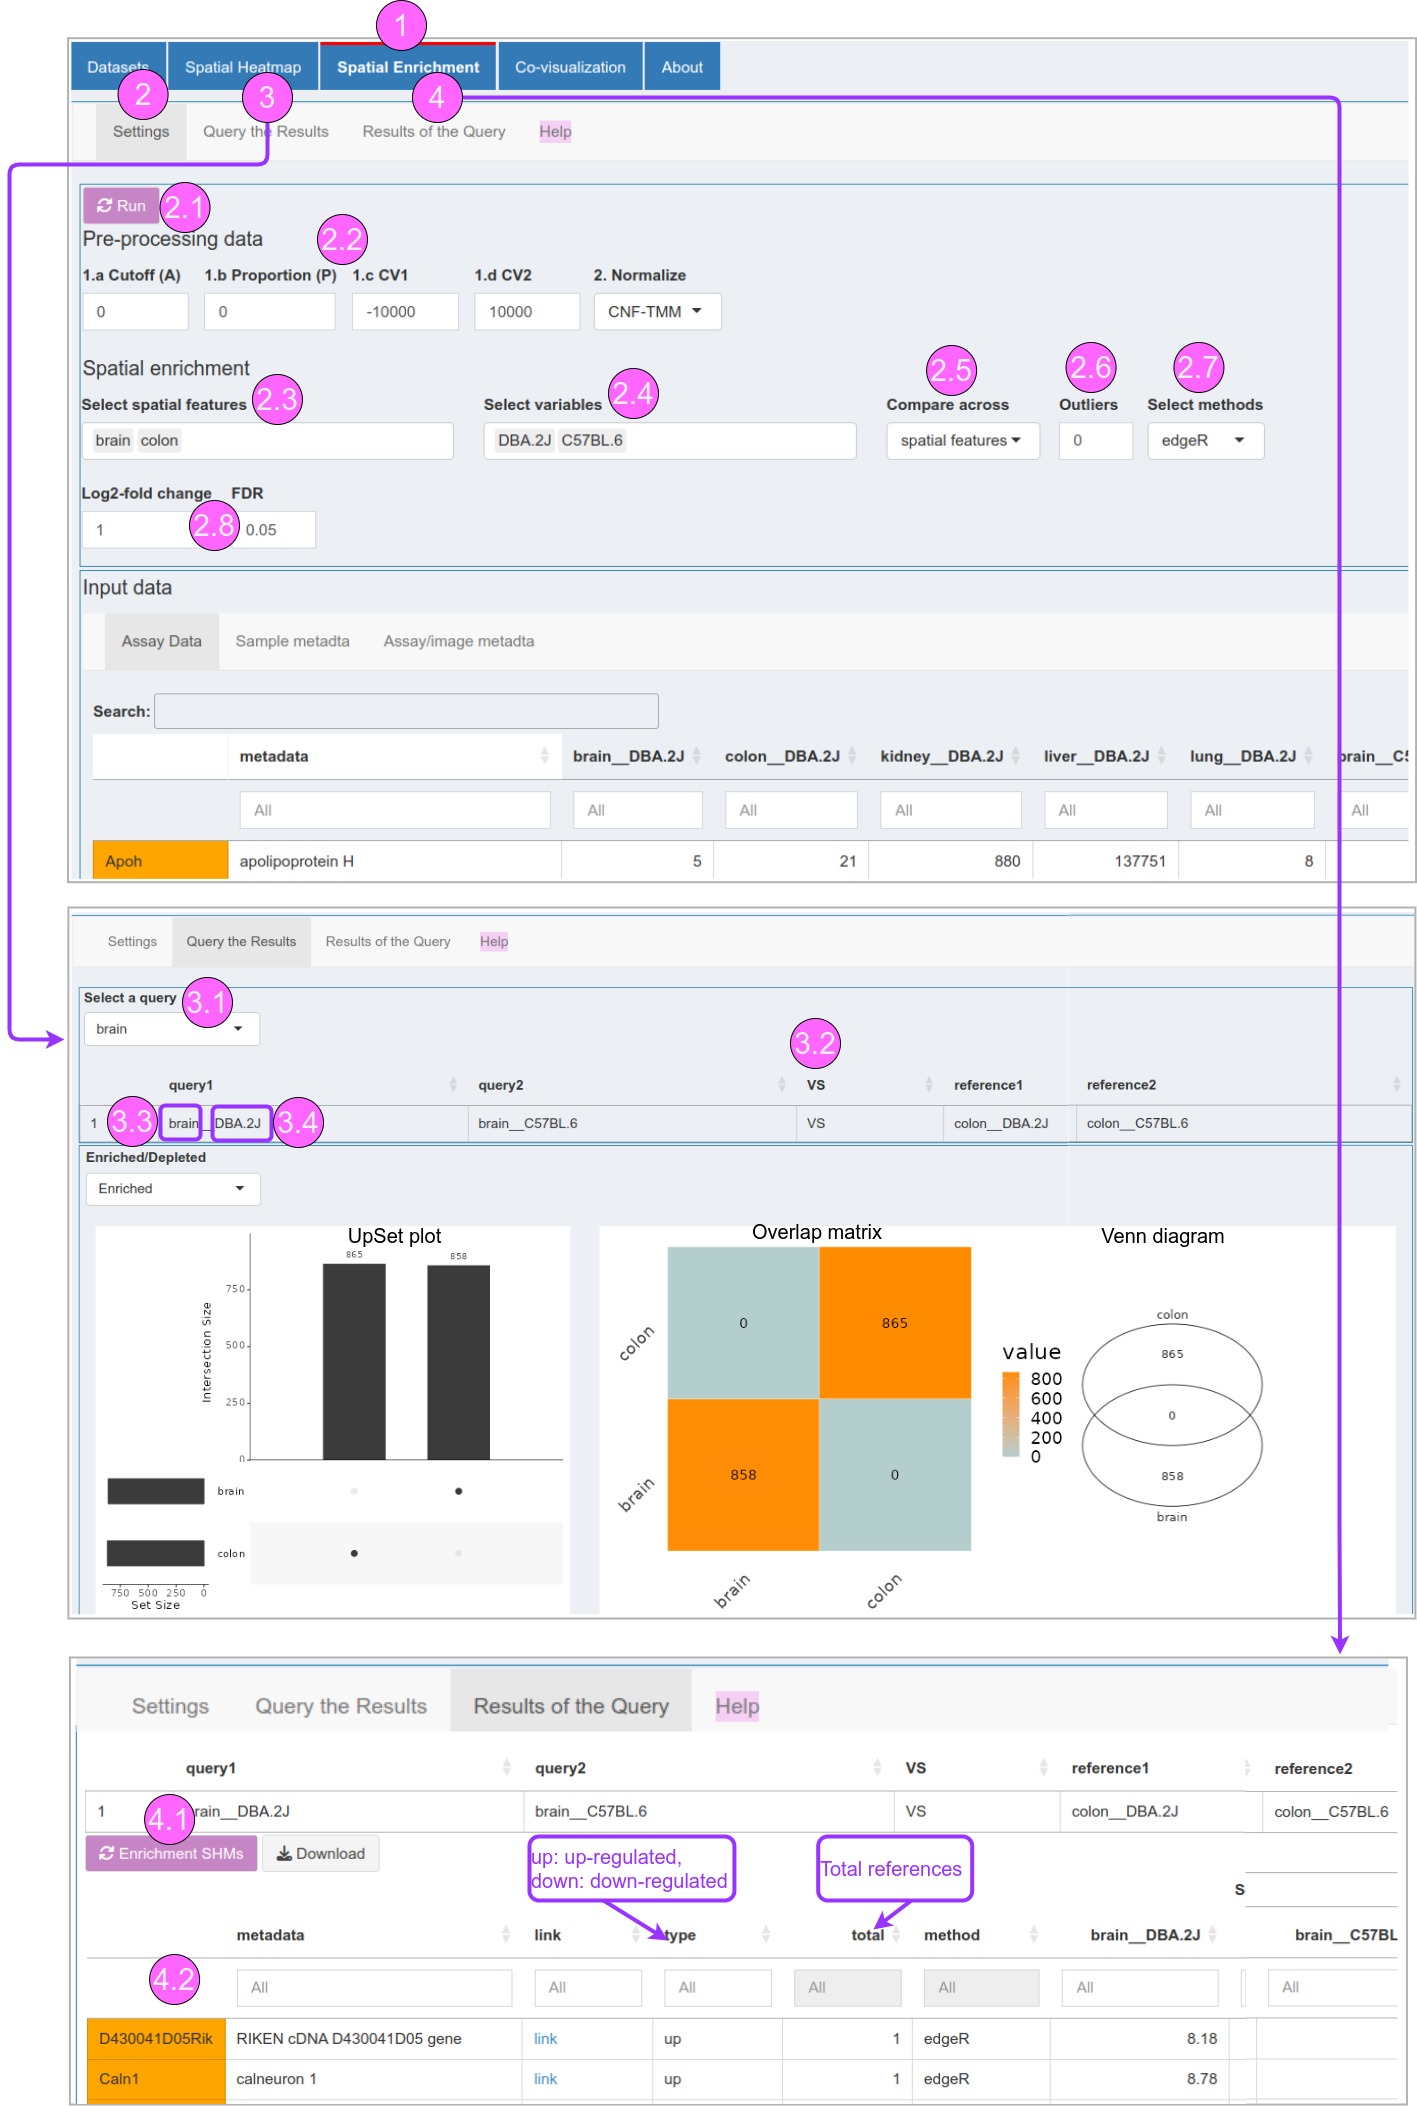 1
Datasets Spatial Heatmap Spatial Enrichment Co-visualization About
2 3 4
Settings Query the Results Results of the Query Help
Run 2.1
Pre-processing data 2.2
1.a Cutoff (A) 1.b Proportion (P) 1.c CV1 1.d CV2 2. Normalize
0 0 -10000 10000 CNF-TMM
Spatial enrichment 2.5 2.6 2.7
2.3 2.4
Select spatial features Select variables Compare across Outliers Select methods
brain colon DBA.2J C57BL.6 spatial features 0 edgeR
Log2-fold change FDR
1 2.8 0.05
Input data
Assay Data Sample metadta Assay/image metadta
Search:
metadata brain__DBA.2J colon__DBA.2J kidney__DBA.2J liver__DBA.2J lung__DBA.2J brain__C5
All All All All All All All
Apoh apolipoprotein H 5 21 880 137751 8
Settings Query the Results Results of the Query Help
Select a query 3.1
brain
3.2
query1 query2 VS reference1 reference2
1 3.3 brain__DBA.2J 3.4 brain__C57BL.6 VS colon__DBA.2J colon__C57BL.6
Enriched/Depleted
Enriched
UpSet plot Overlap matrix Venn diagram
865 858
750
500
250
0
Intersection Size
brain
colon
750 500 250 0
Set Size
colon 0 865
brain 858 0
brain colon
value
800
600
400
200
0
colon
865
0
858
brain
Settings Query the Results Results of the Query Help
query1 query2 VS reference1 reference2
1 4.1 rain__DBA.2J brain__C57BL.6 VS colon__DBA.2J colon__C57BL.6
Enrichment SHMs Download
up: up-regulated,
down: down-regulated
Total references
S
metadata link type total method brain__DBA.2J brain__C57BL
4.2
All All All All All All All
D430041D05Rik RIKEN cDNA D430041D05 gene link up 1 edgeR 8.18
Caln1 calneuron 1 link up 1 edgeR 8.78